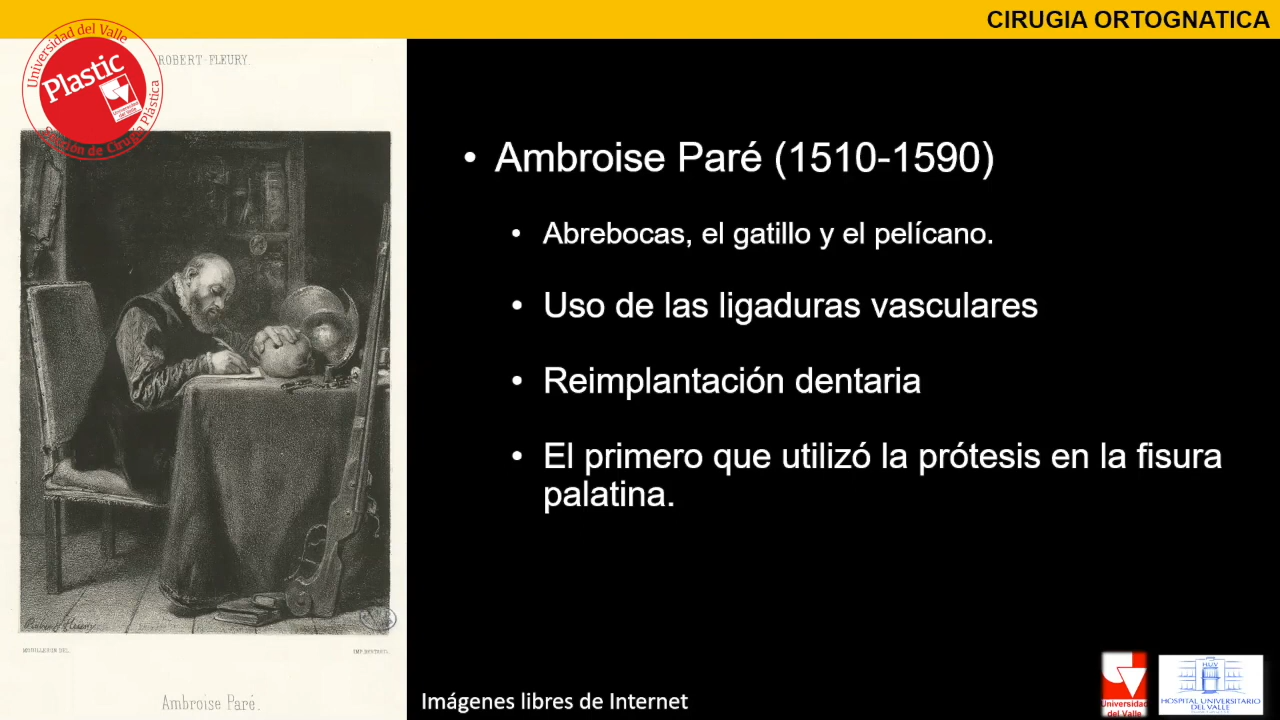 CIRUGIA ORTOGNATICA
Universidad del Valle
Plastic
Sección de Cirugía Plástica
ROBERT-FLEURY.
• Ambroise Paré (1510-1590)
• Abrebocas, el gatillo y el pelícano.
• Uso de las ligaduras vasculares
• Reimplantación dentaria
• El primero que utilizó la prótesis en la fisura
palatina.
Ambroise Paré.
Imágenes libres de Internet
Universidad
del Valle
HUV
HOSPITAL UNIVERSITARIO
DEL VALLE